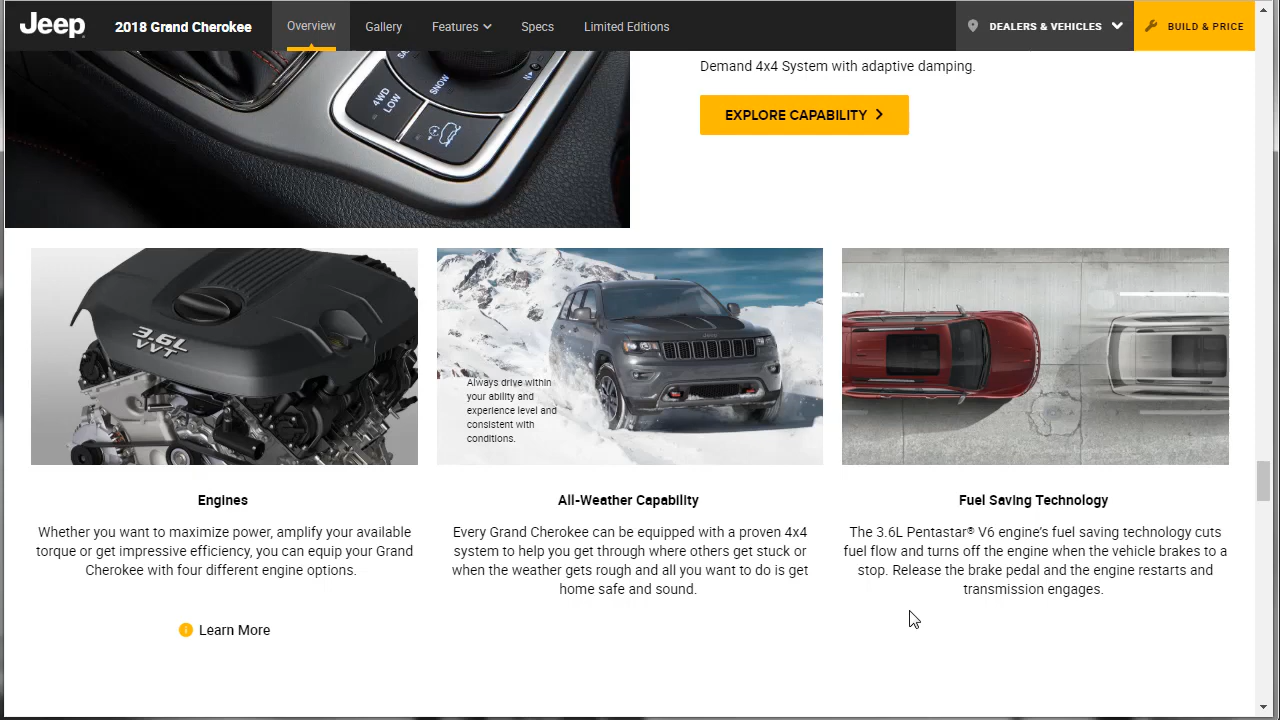 Jeep
2018 Grand Cherokee
Overview
Gallery
Features
Specs
Limited Editions
DEALERS & VEHICLES
BUILD & PRICE
SNOW
4WD
LOW
Demand 4x4 System with adaptive damping.
EXPLORE CAPABILITY
3.6L
VVT
Jeep
Always drive within
your ability and
experience level and
consistent with
conditions.
Engines
Whether you want to maximize power, amplify your available
torque or get impressive efficiency, you can equip your Grand
Cherokee with four different engine options.
Learn More
All-Weather Capability
Every Grand Cherokee can be equipped with a proven 4x4
system to help you get through where others get stuck or
when the weather gets rough and all you want to do is get
home safe and sound.
Fuel Saving Technology
The 3.6L Pentastar® V6 engine's fuel saving technology cuts
fuel flow and turns off the engine when the vehicle brakes to a
stop. Release the brake pedal and the engine restarts and
transmission engages.